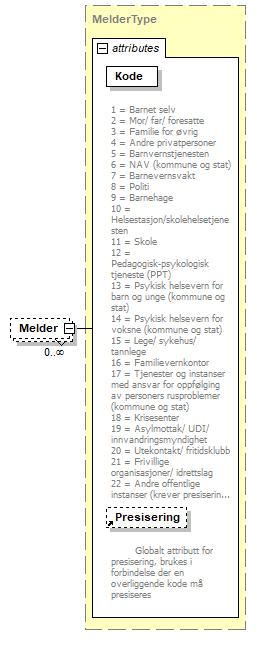 MelderType
attributes
Kode
1 = Barnet selv
2 = Mor/ far/ foresatte
3 = Familie for øvrig
4 = Andre privatpersoner
5 = Barnvernstjenesten
6 = NAV (kommune og stat)
7 = Barnevernsvakt
8 = Politi
9 = Barnehage
10 =
Helsestasjon/skolehelsetjene
sten
11 = Skole
12 =
Pedagogisk-psykologisk
tjeneste (PPT)
13 = Psykisk helsevern for
barn og unge (kommune og
stat)
14 = Psykisk helsevern for
voksne (kommune og stat)
15 = Lege/ sykehus/
tannlege
16 = Familievernkontor
17 = Tjenester og instanser
med ansvar for oppfølging
av personers rusproblemer
(kommune og stat)
18 = Krisesenter
19 = Asylmottak/ UDI/
innvandringsmyndighet
20 = Utekontakt/ fritidsklubb
21 = Frivillige
organisasjoner/ idrettslag
22 = Andre offentlige
instanser (krever presiserin...
Melder
0..∞
Presisering
Globalt attributt for
presisering, brukes i
forbindelse der en
overliggende kode må
presiseres